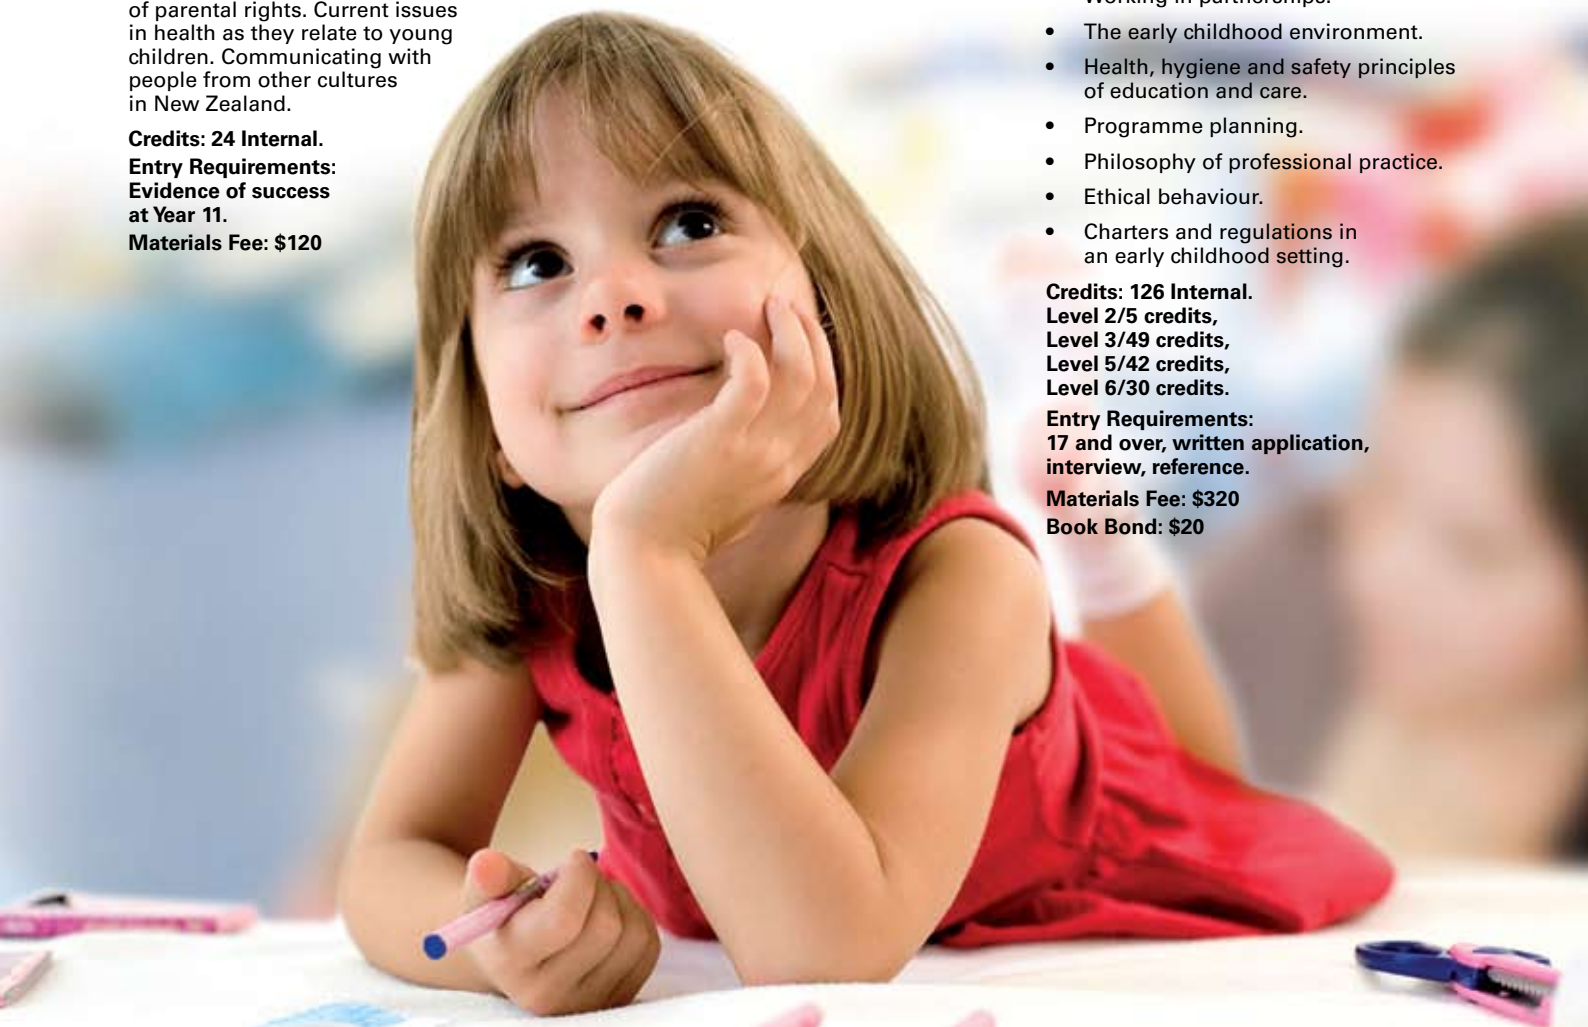 of parental rights. Current issues
in health as they relate to young
children. Communicating with
people from other cultures
in New Zealand.
Credits: 24 Internal.
Entry Requirements:
Evidence of success
at Year 11.
Materials Fee: $120
Working in partnerships.
• The early childhood environment.
• Health, hygiene and safety principles
of education and care.
• Programme planning.
• Philosophy of professional practice.
• Ethical behaviour.
• Charters and regulations in
an early childhood setting.
Credits: 126 Internal.
Level 2/5 credits,
Level 3/49 credits,
Level 5/42 credits,
Level 6/30 credits.
Entry Requirements:
17 and over, written application,
interview, reference.
Materials Fee: $320
Book Bond: $20